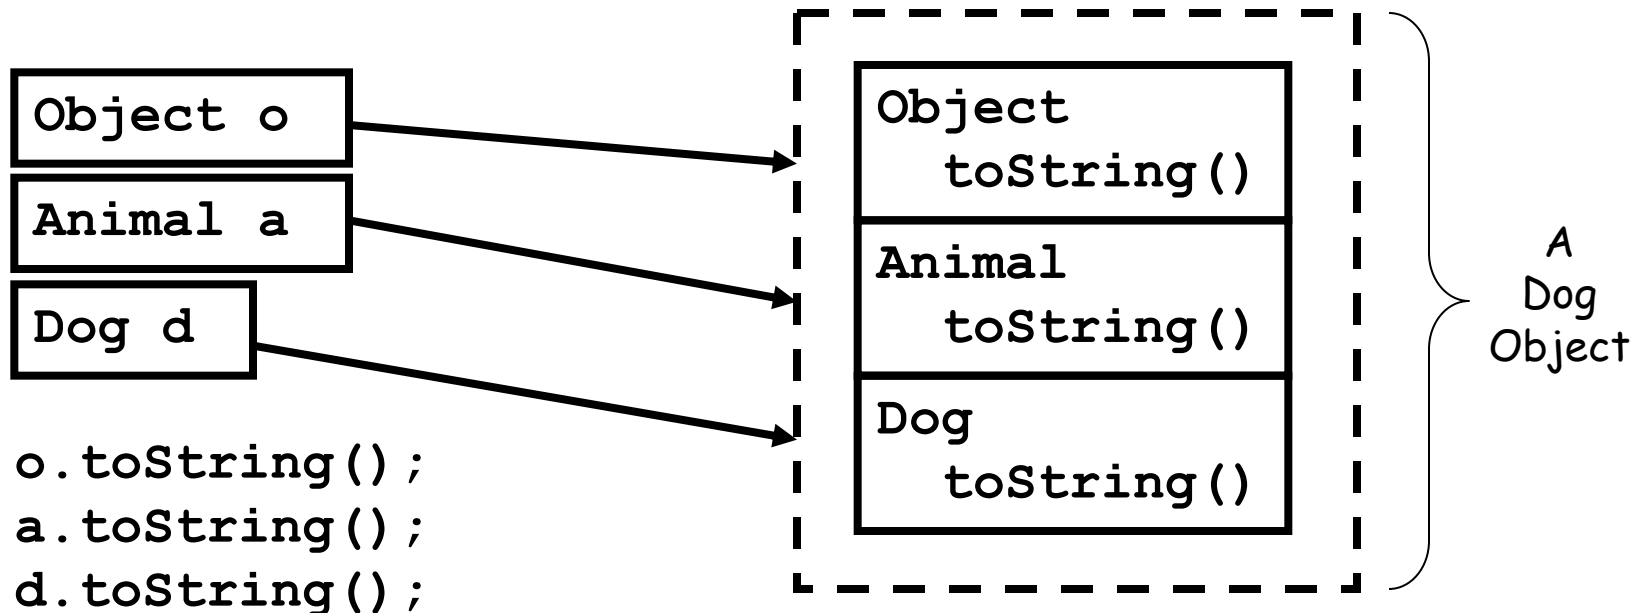 Object o
Animal a
Dog d
o.toString();
a.toString();
d.toString();
Object
toString()
Animal
toString()
Dog
toString()
A
Dog
Object